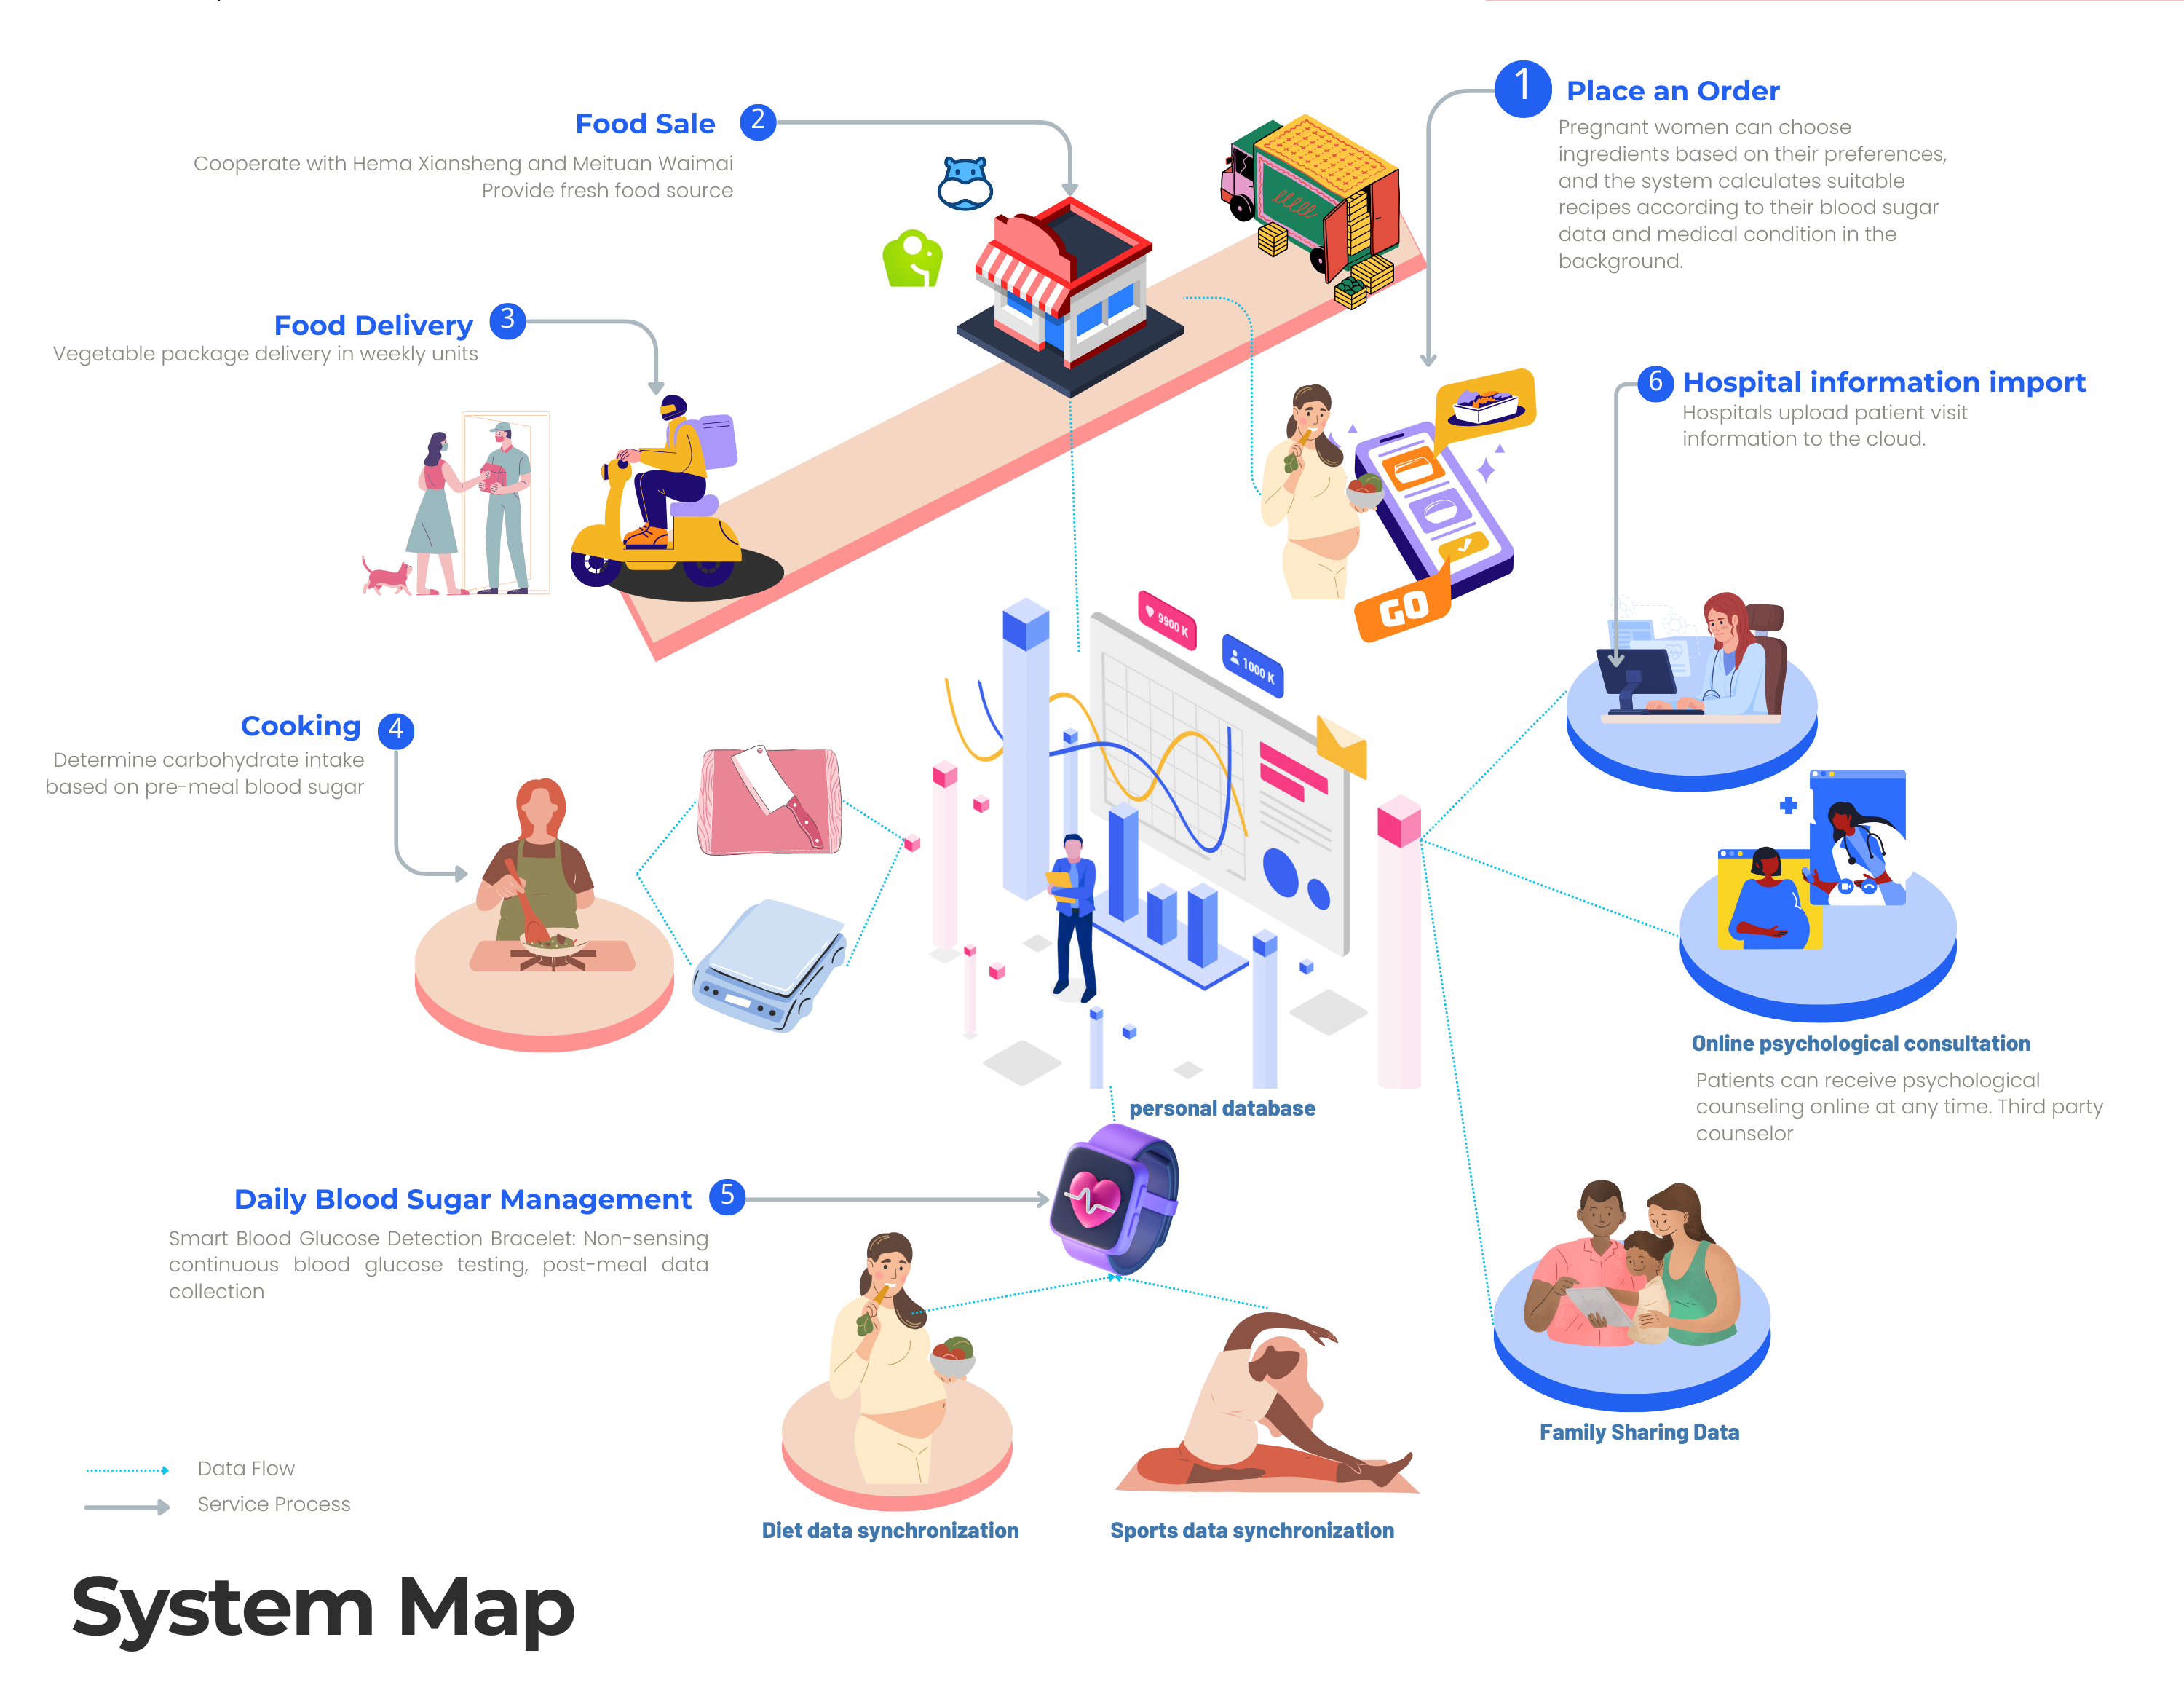 1
Place an Order
Pregnant women can choose
ingredients based on their preferences,
and the system calculates suitable
recipes according to their blood sugar
data and medical condition in the
background.
Food Sale
2
Cooperate with Hema Xiansheng and Meituan Waimai
Provide fresh food source
Food Delivery
3
Vegetable package delivery in weekly units
6
Hospital information import
Hospitals upload patient visit
information to the cloud.
GO
9900 K
1000 K
Cooking
4
Determine carbohydrate intake
based on pre-meal blood sugar
Online psychological consultation
Patients can receive psychological
counseling online at any time. Third party
counselor
personal database
Daily Blood Sugar Management
5
Smart Blood Glucose Detection Bracelet: Non-sensing
continuous blood glucose testing, post-meal data
collection
Family Sharing Data
Data Flow
Service Process
Diet data synchronization
Sports data synchronization
System Map